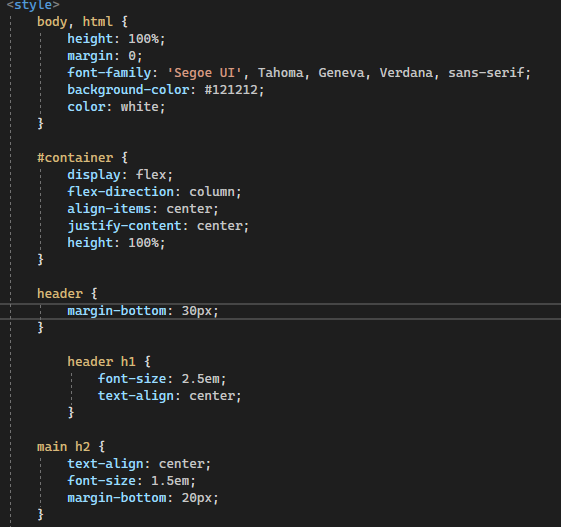 <style>
body, html {
height: 100%;
margin: 0;
font-family: 'Segoe UI', Tahoma, Geneva, Verdana, sans-serif;
background-color: #121212;
color: white;
}
#container {
display: flex;
flex-direction: column;
align-items: center;
justify-content: center;
height: 100%;
}
header {
margin-bottom: 30px;
}
header h1 {
font-size: 2.5em;
text-align: center;
}
main h2 {
text-align: center;
font-size: 1.5em;
margin-bottom: 20px;
}